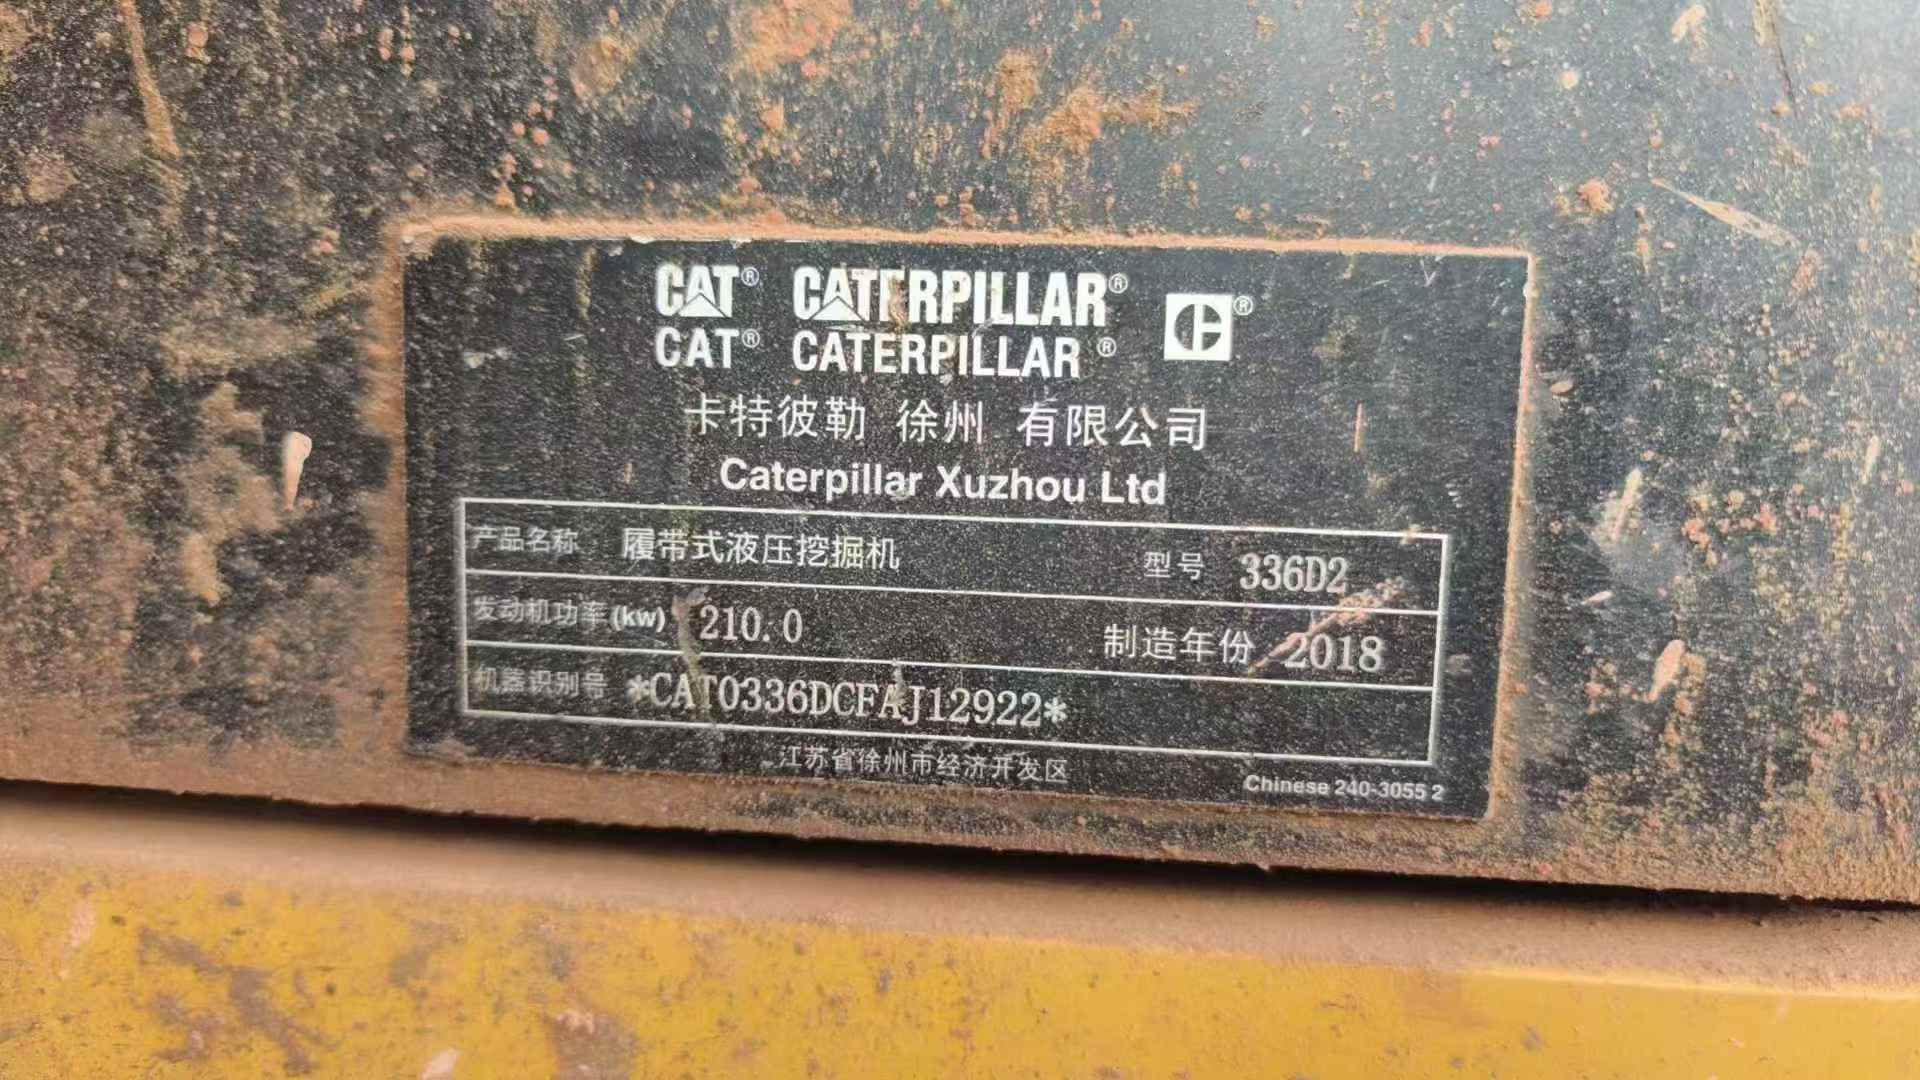 CAT® CATERPILLAR® CE®
CAT® CATERPILLAR®
卡特彼勒 徐州 有限公司
Caterpillar Xuzhou Ltd
产品名称 履带式液压挖掘机 型号 336D2
发动机功率(kw) 210.0 制造年份 2018
机器识别号 *CAT0336DCFAJ12922*
江苏省徐州市经济开发区
Chinese 240-3055 2